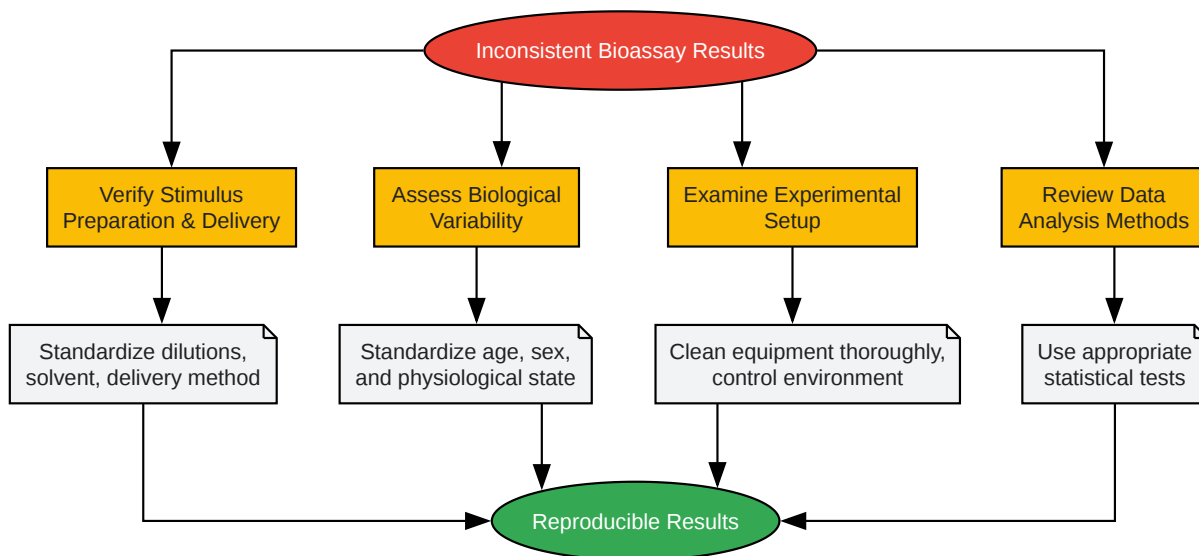 Inconsistent Bioassay Results
Verify Stimulus
Preparation & Delivery
Assess Biological
Variability
Examine Experimental
Setup
Review Data
Analysis Methods
Standardize dilutions,
solvent, delivery method
Standardize age, sex,
and physiological state
Clean equipment thoroughly,
control environment
Use appropriate
statistical tests
Reproducible Results